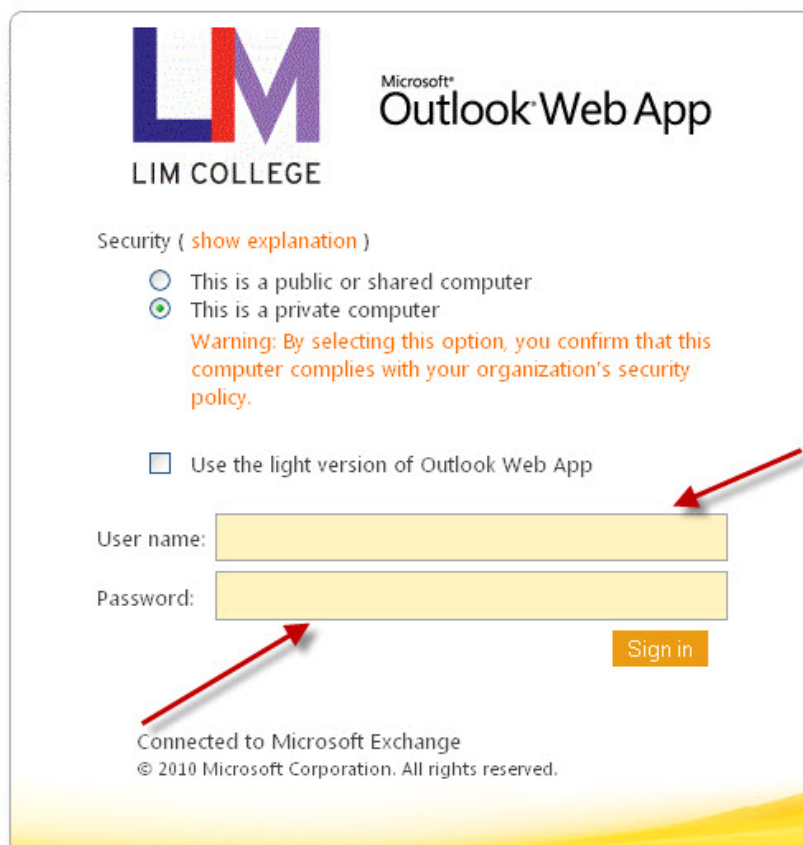 LIM
LIM COLLEGE
Microsoft®
Outlook Web App
Security ( show explanation )
This is a public or shared computer
This is a private computer
Warning: By selecting this option, you confirm that this
computer complies with your organization's security
policy.
Use the light version of Outlook Web App
User name:
Password:
Sign in
Connected to Microsoft Exchange
© 2010 Microsoft Corporation. All rights reserved.